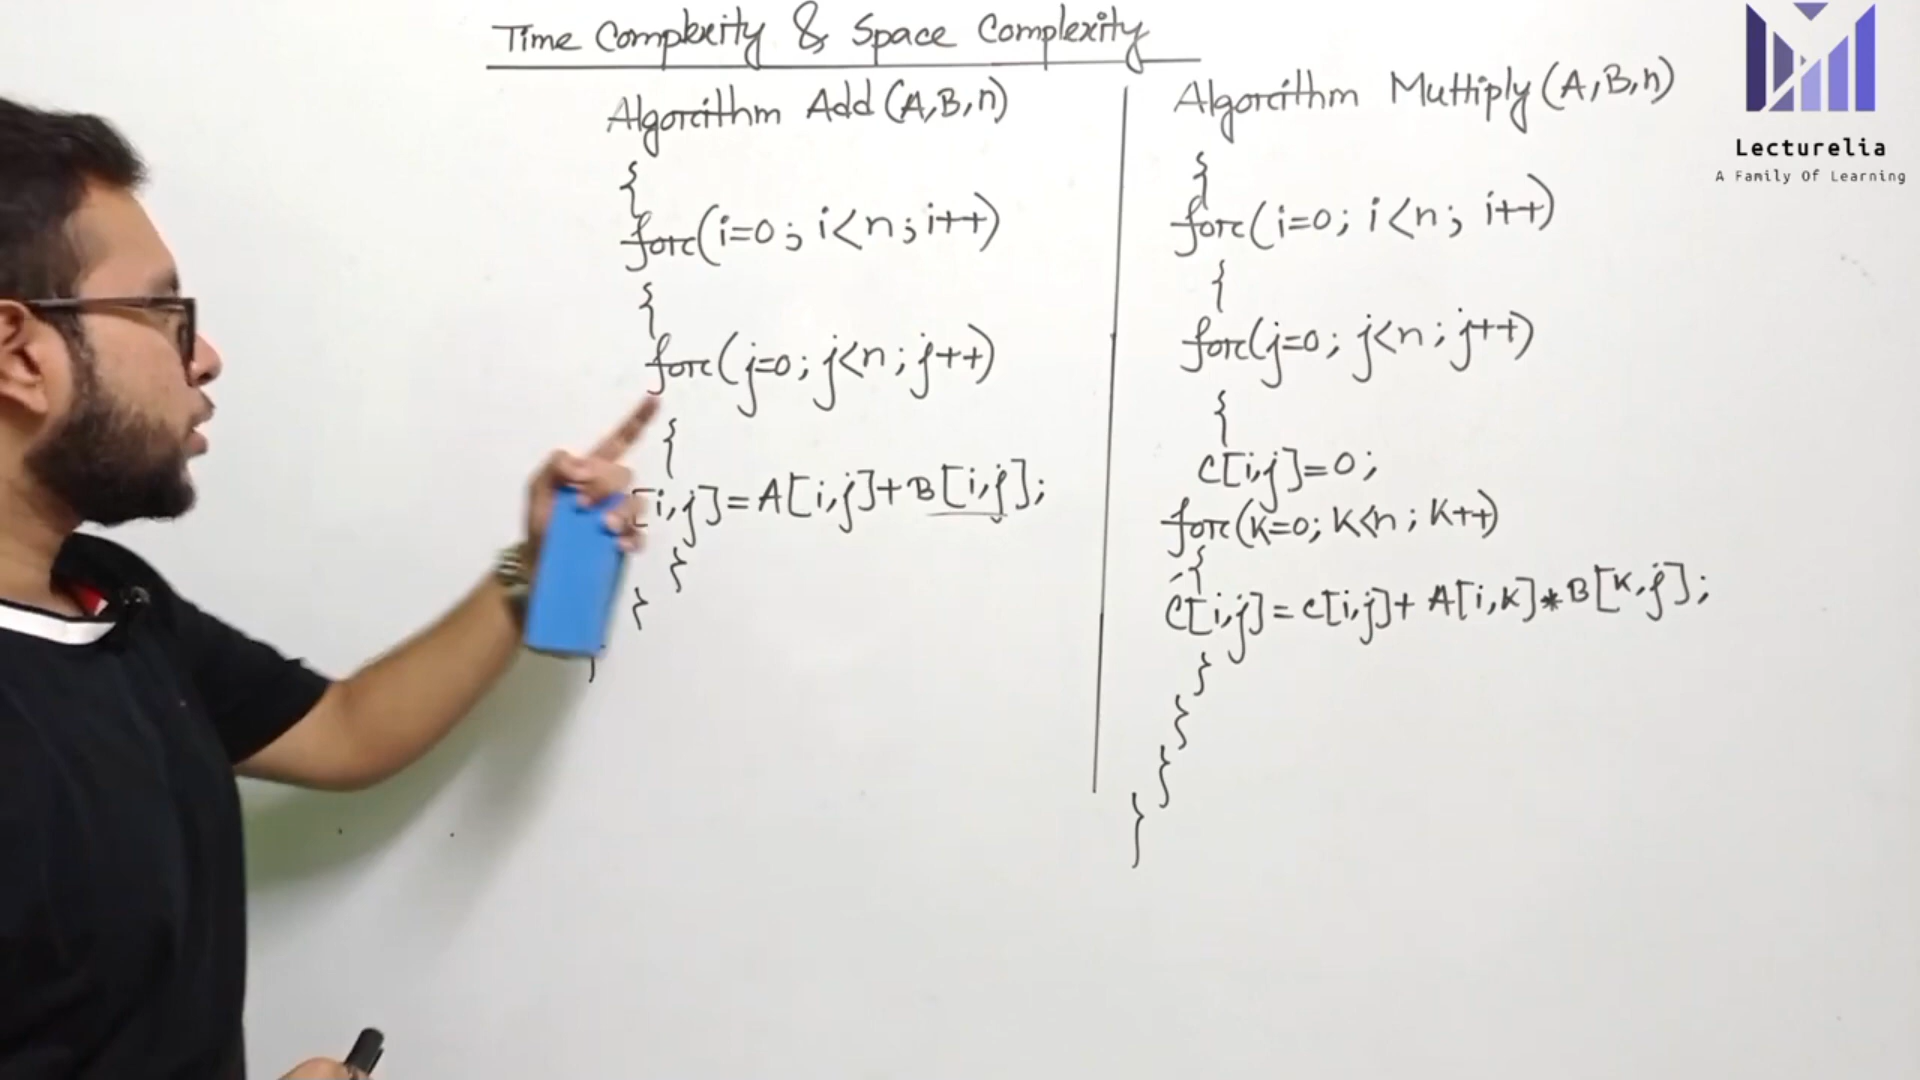 Time Complexity & Space Complexity
Algorithm Add (A,B,n)
{
for(i=0; i<n; i++)
{
for(j=0; j<n; j++)
{
[i,j]=A[i,j]+B[i,j];
}
}
}
Algorithm Multiply (A,B,n)
{
for(i=0; i<n; i++)
{
for(j=0; j<n; j++)
{
C[i,j]=0;
for(K=0; K<n; K++)
{
C[i,j]=C[i,j]+A[i,K]*B[K,j];
}
}
}
}
Lecturelia
A Family Of Learning